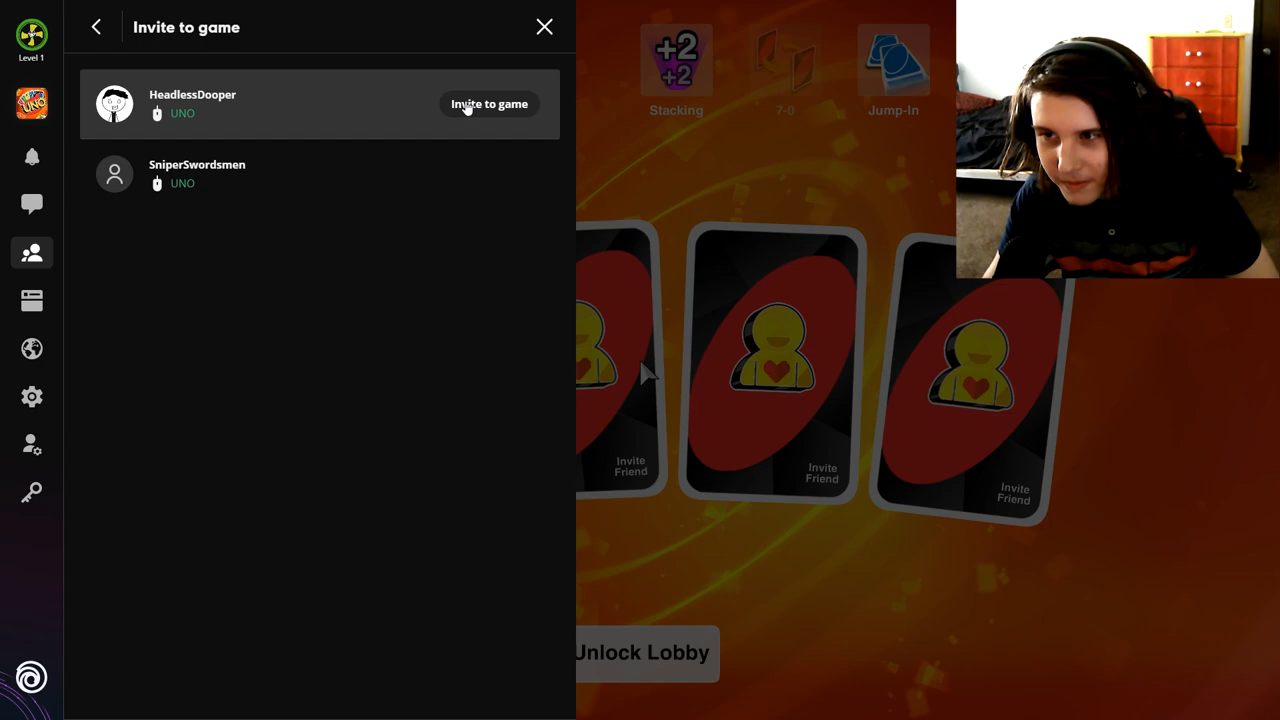 Invite to game
Level 1
UNO
HeadlessDooper
UNO
Invite to game
SniperSwordsmen
UNO
+2
+2
Stacking
7-0
Jump-In
Invite
Friend
Invite
Friend
Invite
Friend
Unlock Lobby